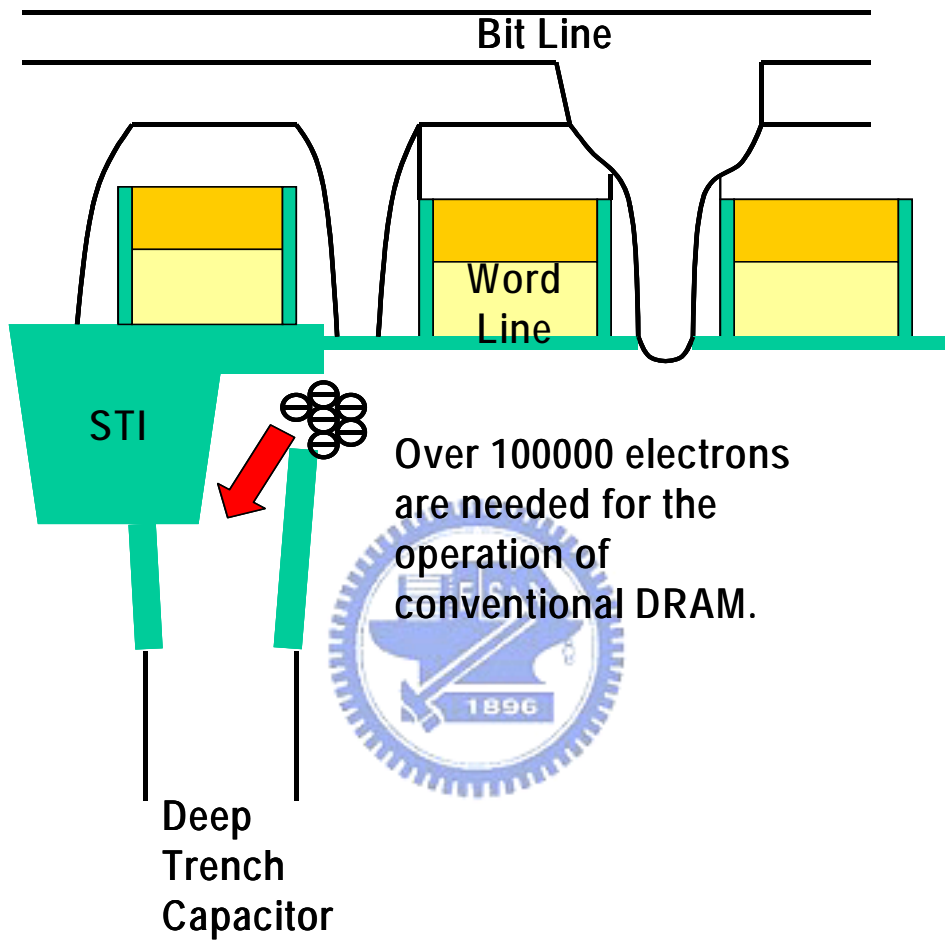 Bit Line
Word
Line
STI
Over 100000 electrons
are needed for the
operation of
conventional DRAM.
1896
Deep
Trench
Capacitor